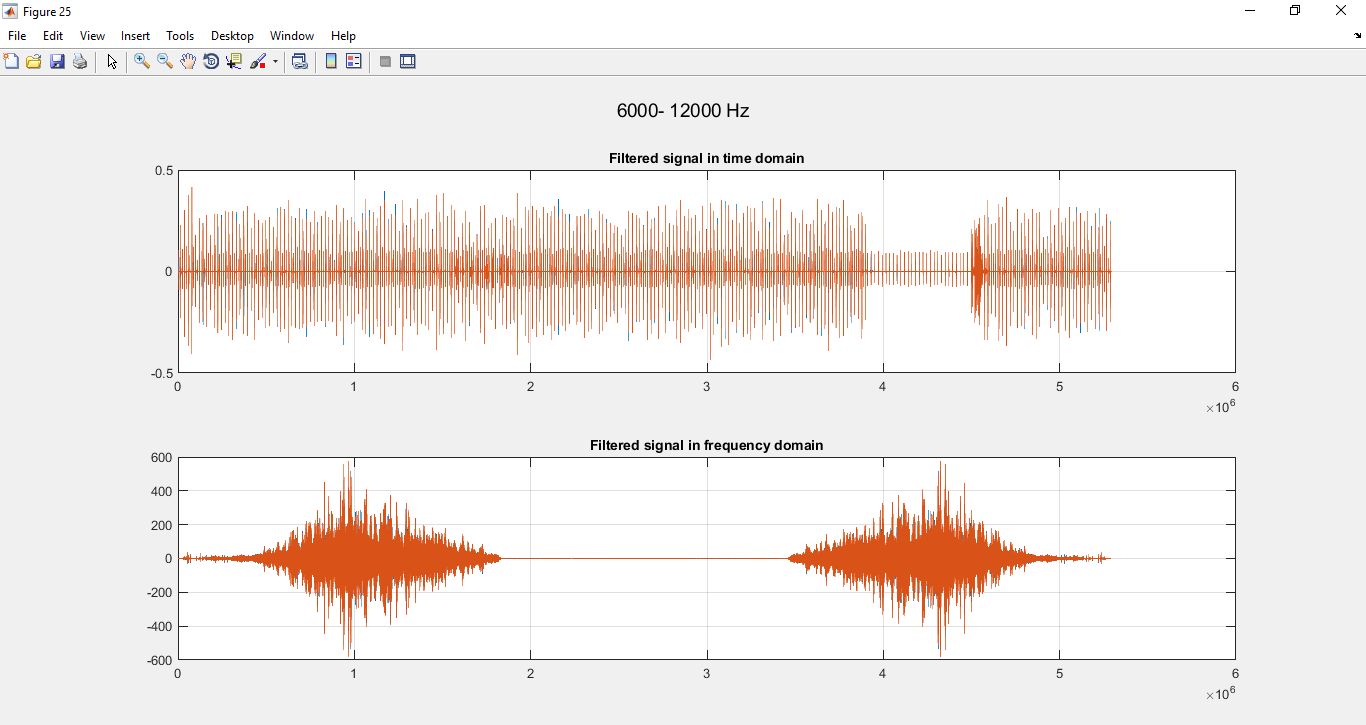 Figure 25
File Edit View Insert Tools Desktop Window Help
6000- 12000 Hz
Filtered signal in time domain
0.5
0
-0.5
0 1 2 3 4 5 6
×10^6
Filtered signal in frequency domain
600
400
200
0
-200
-400
-600
0 1 2 3 4 5 6
×10^6